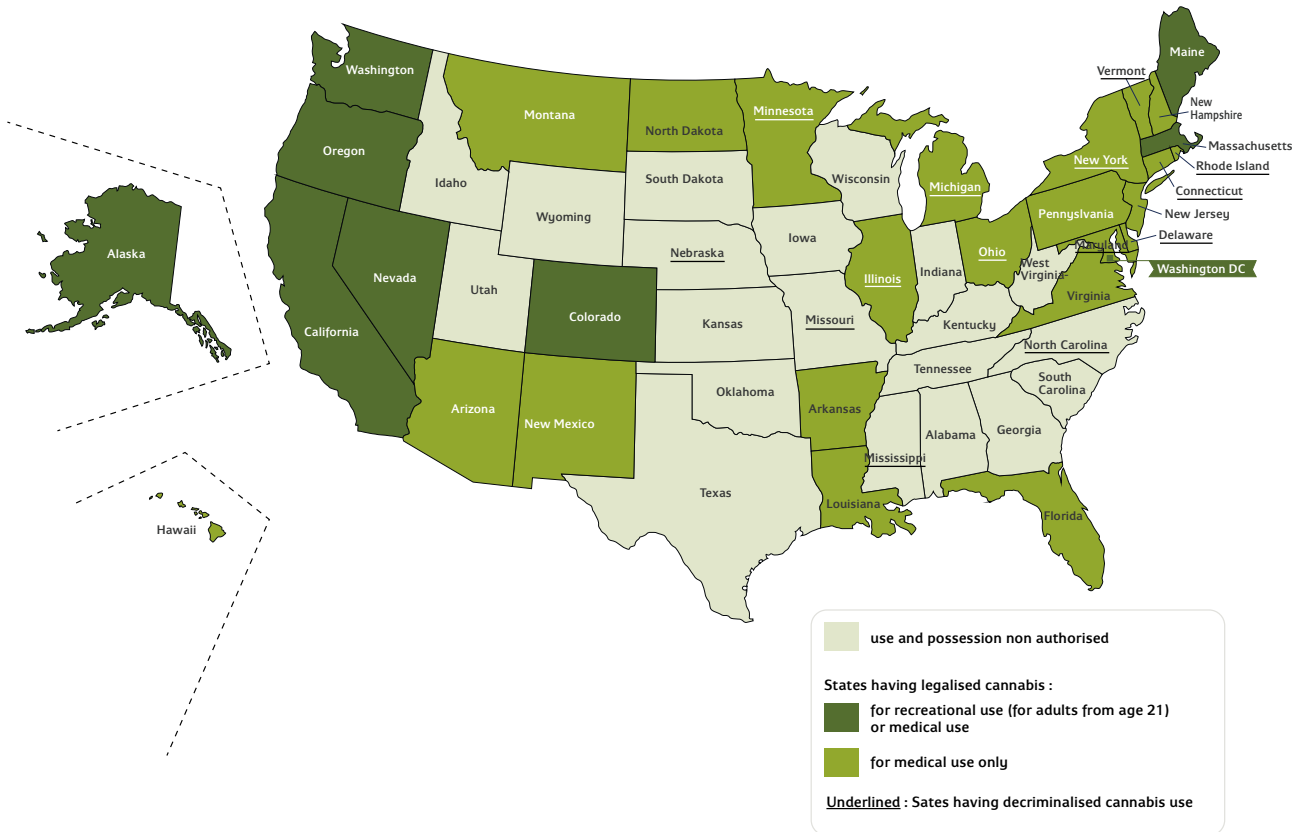 Maine
Washington
Vermont
Montana
New
Hampshire
Minnesota
North Dakota
Massachusetts
Oregon
New York
Rhode Island
Idaho
South Dakota
Wisconsin
Michigan
Connecticut
Wyoming
Pennyslvania
New Jersey
Iowa
Delaware
Alaska
Nebraska
Ohio
Maryland
Washington DC
Nevada
Illinois
Indiana
West
Virginia
Utah
Virginia
California
Colorado
Kansas
Missouri
Kentucky
North Carolina
Tennessee
Oklahoma
South
Carolina
Arizona
Arkansas
New Mexico
Alabama
Georgia
Mississippi
Texas
Louisiana
Florida
Hawaii
use and possession non authorised
States having legalised cannabis :
for recreational use (for adults from age 21)
or medical use
for medical use only
Underlined : Sates having decriminalised cannabis use